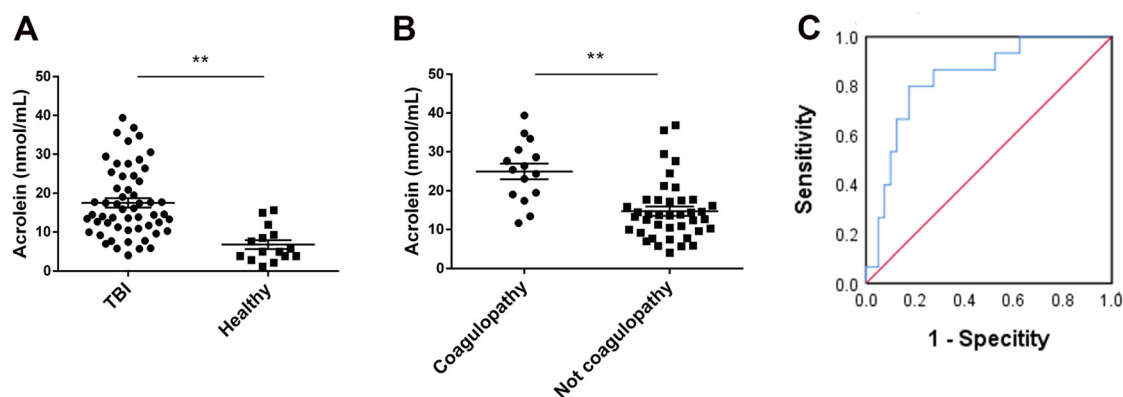 A
**
Acrolein (nmol/mL)
50
40
30
20
10
0
TBI
Healthy
B
**
Acrolein (nmol/mL)
50
40
30
20
10
0
Coagulopathy
Not coagulopathy
C
Sensitivity
1.0
0.8
0.6
0.4
0.2
0.0
0.0 0.2 0.4 0.6 0.8 1.0
1 - Specitity